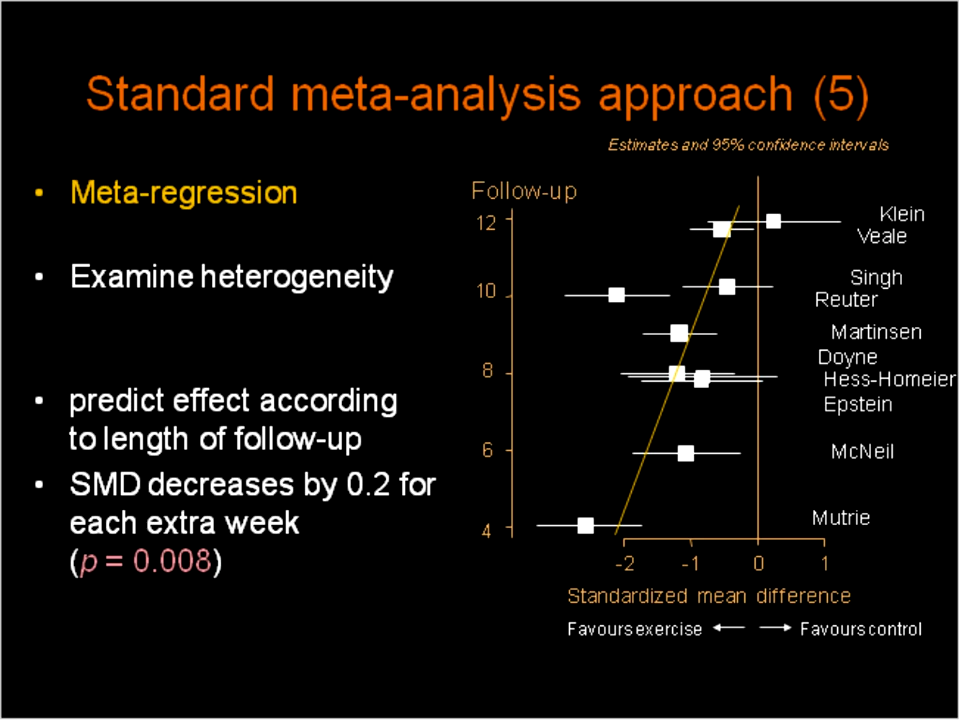 Standard meta-analysis approach (5)
Estimates and 95% confidence intervals
• Meta-regression
• Examine heterogeneity
• predict effect according
to length of follow-up
• SMD decreases by 0.2 for
each extra week
(p = 0.008)
Follow-up
12
10
8
6
4
Klein
Veale
Singh
Reuter
Martinsen
Doyne
Hess-Homeier
Epstein
McNeil
Mutrie
-2 -1 0 1
Standardized mean difference
Favours exercise ← → Favours control